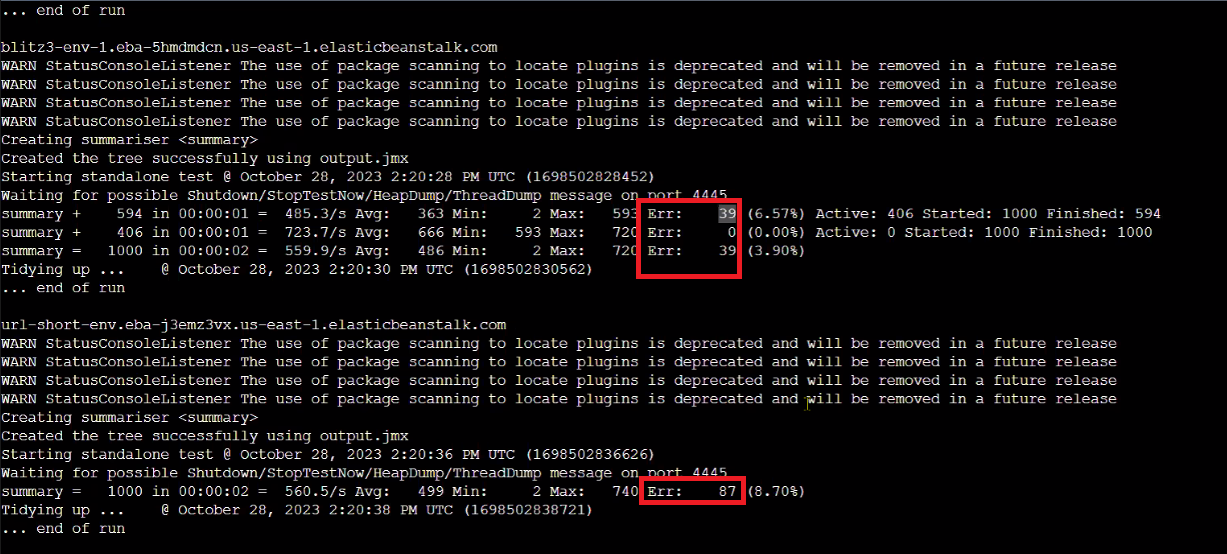 ... end of run
blitz3-env-1.eba-5hmdmdcn.us-east-1.elasticbeanstalk.com
WARN StatusConsoleListener The use of package scanning to locate plugins is deprecated and will be removed in a future release
WARN StatusConsoleListener The use of package scanning to locate plugins is deprecated and will be removed in a future release
WARN StatusConsoleListener The use of package scanning to locate plugins is deprecated and will be removed in a future release
WARN StatusConsoleListener The use of package scanning to locate plugins is deprecated and will be removed in a future release
Creating summariser <summary>
Created the tree successfully using output.jmx
Starting standalone test @ October 28, 2023 2:20:28 PM UTC (1698502828452)
Waiting for possible Shutdown/StopTestNow/HeapDump/ThreadDump message on port 4445
summary +    594 in 00:00:01 =  485.3/s Avg:   363 Min:     2 Max:   593 Err:    39 (6.57%) Active: 406 Started: 1000 Finished: 594
summary +    406 in 00:00:01 =  723.7/s Avg:   666 Min:   593 Max:   720 Err:     0 (0.00%) Active: 0 Started: 1000 Finished: 1000
summary =   1000 in 00:00:02 =  559.9/s Avg:   486 Min:     2 Max:   720 Err:    39 (3.90%)
Tidying up ...    @ October 28, 2023 2:20:30 PM UTC (1698502830562)
... end of run
url-short-env.eba-j3emz3vx.us-east-1.elasticbeanstalk.com
WARN StatusConsoleListener The use of package scanning to locate plugins is deprecated and will be removed in a future release
WARN StatusConsoleListener The use of package scanning to locate plugins is deprecated and will be removed in a future release
WARN StatusConsoleListener The use of package scanning to locate plugins is deprecated and will be removed in a future release
WARN StatusConsoleListener The use of package scanning to locate plugins is deprecated and will be removed in a future release
Creating summariser <summary>
Created the tree successfully using output.jmx
Starting standalone test @ October 28, 2023 2:20:36 PM UTC (1698502836626)
Waiting for possible Shutdown/StopTestNow/HeapDump/ThreadDump message on port 4445
summary =   1000 in 00:00:02 =  560.5/s Avg:   499 Min:     2 Max:   740 Err:    87 (8.70%)
Tidying up ...    @ October 28, 2023 2:20:38 PM UTC (1698502838721)
... end of run